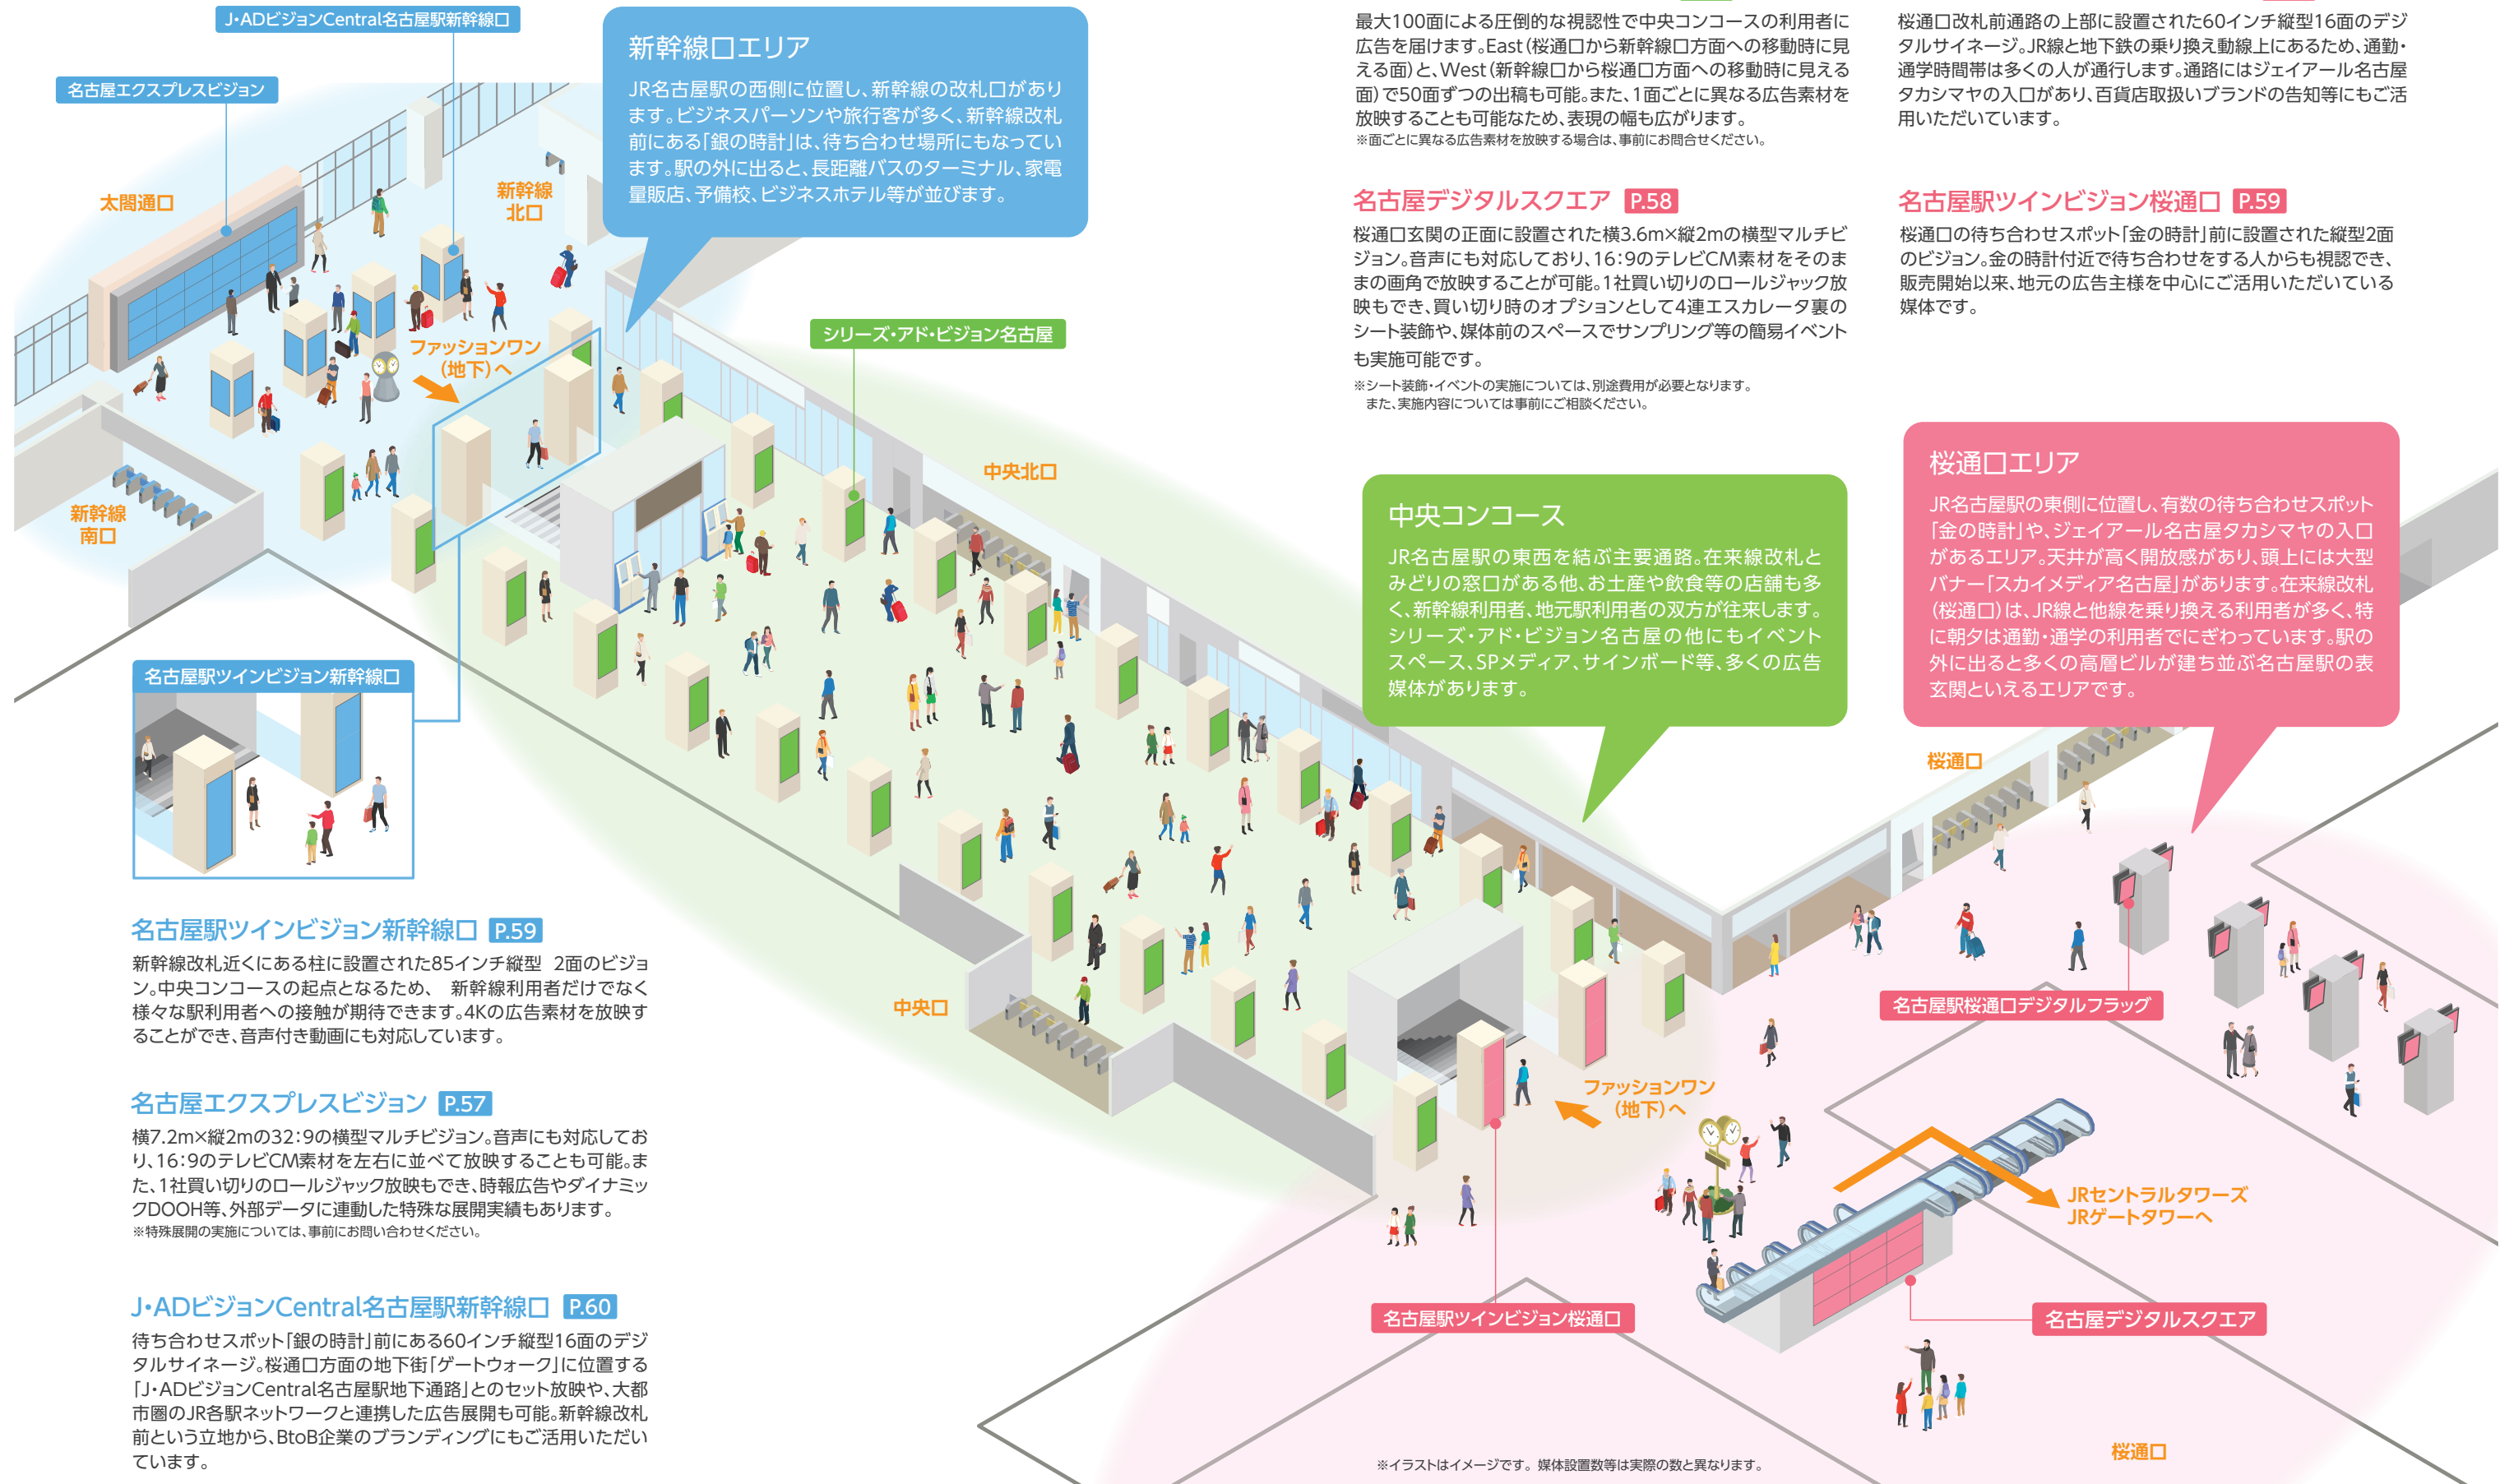 J・ADビジョンCentral名古屋駅新幹線口
名古屋エクスプレスビジョン
太閤通口
新幹線
北口
新幹線口エリア
JR名古屋駅の西側に位置し、新幹線の改札口があり
ます。ビジネスパーソンや旅行客が多く、新幹線改札
前にある「銀の時計」は、待ち合わせ場所にもなってい
ます。駅の外に出ると、長距離バスのターミナル、家電
量販店、予備校、ビジネスホテル等が並びます。
ファッションワン
(地下)へ
シリーズ・アド・ビジョン名古屋
新幹線
南口
中央北口
名古屋駅ツインビジョン新幹線口
名古屋駅ツインビジョン新幹線口 P.59
新幹線改札近くにある柱に設置された85インチ縦型 2面のビジョ
ン。中央コンコースの起点となるため、 新幹線利用者だけでなく
様々な駅利用者への接触が期待できます。4Kの広告素材を放映す
ることができ、音声付き動画にも対応しています。
名古屋エクスプレスビジョン P.57
横7.2m×縦2mの32:9の横型マルチビジョン。音声にも対応してお
り、16:9のテレビCM素材を左右に並べて放映することも可能。ま
た、1社買い切りのロールジャック放映もでき、時報広告やダイナミッ
クDOOH等、外部データに連動した特殊な展開実績もあります。
※特殊展開の実施については、事前にお問い合わせください。
J・ADビジョンCentral名古屋駅新幹線口 P.60
待ち合わせスポット「銀の時計」前にある60インチ縦型16面のデジ
タルサイネージ。桜通口方面の地下街「ゲートウォーク」に位置する
「J・ADビジョンCentral名古屋駅地下通路」とのセット放映や、大都
市圏のJR各駅ネットワークと連携した広告展開も可能。新幹線改札
前という立地から、BtoB企業のブランディングにもご活用いただい
ています。
最大100面による圧倒的な視認性で中央コンコースの利用者に
広告を届けます。East(桜通口から新幹線口方面への移動時に見
える面)と、West(新幹線口から桜通口方面への移動時に見える
面)で50面ずつの出稿も可能。また、1面ごとに異なる広告素材を
放映することも可能なため、表現の幅も広がります。
※面ごとに異なる広告素材を放映する場合は、事前にお問合せください。
名古屋デジタルスクエア P.58
桜通口玄関の正面に設置された横3.6m×縦2mの横型マルチビ
ジョン。音声にも対応しており、16:9のテレビCM素材をそのま
まの画角で放映することが可能。1社買い切りのロールジャック放
映もでき、買い切り時のオプションとして4連エスカレータ裏の
シート装飾や、媒体前のスペースでサンプリング等の簡易イベント
も実施可能です。
※シート装飾・イベントの実施については、別途費用が必要となります。
また、実施内容については事前にご相談ください。
桜通口改札前通路の上部に設置された60インチ縦型16面のデジ
タルサイネージ。JR線と地下鉄の乗り換え動線上にあるため、通勤・
通学時間帯は多くの人が通行します。通路にはジェイアール名古屋
タカシマヤの入口があり、百貨店取扱いブランドの告知等にもご活
用いただいています。
名古屋駅ツインビジョン桜通口 P.59
桜通口の待ち合わせスポット「金の時計」前に設置された縦型2面
のビジョン。金の時計付近で待ち合わせをする人からも視認でき、
販売開始以来、地元の広告主様を中心にご活用いただいている
媒体です。
中央コンコース
JR名古屋駅の東西を結ぶ主要通路。在来線改札と
みどりの窓口がある他、お土産や飲食等の店舗も多
く、新幹線利用者、地元駅利用者の双方が往来します。
シリーズ・アド・ビジョン名古屋の他にもイベント
スペース、SPメディア、サインボード等、多くの広告
媒体があります。
桜通口エリア
JR名古屋駅の東側に位置し、有数の待ち合わせスポット
「金の時計」や、ジェイアール名古屋タカシマヤの入口
があるエリア。天井が高く開放感があり、頭上には大型
バナー「スカイメディア名古屋」があります。在来線改札
(桜通口)は、JR線と他線を乗り換える利用者が多く、特
に朝夕は通勤・通学の利用者でにぎわっています。駅の
外に出ると多くの高層ビルが建ち並ぶ名古屋駅の表
玄関といえるエリアです。
桜通口
中央口
名古屋駅桜通口デジタルフラッグ
ファッションワン
(地下)へ
JRセントラルタワーズ
JRゲートタワーへ
名古屋駅ツインビジョン桜通口
名古屋デジタルスクエア
桜通口
※イラストはイメージです。媒体設置数等は実際の数と異なります。